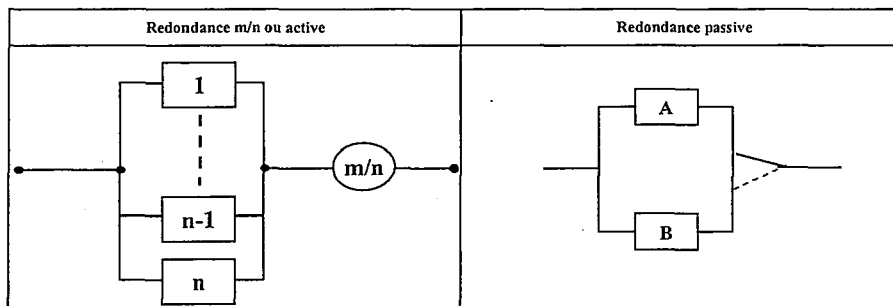 Redondance m/n ou active
Redondance passive
1
n-1
n
m/n
A
B